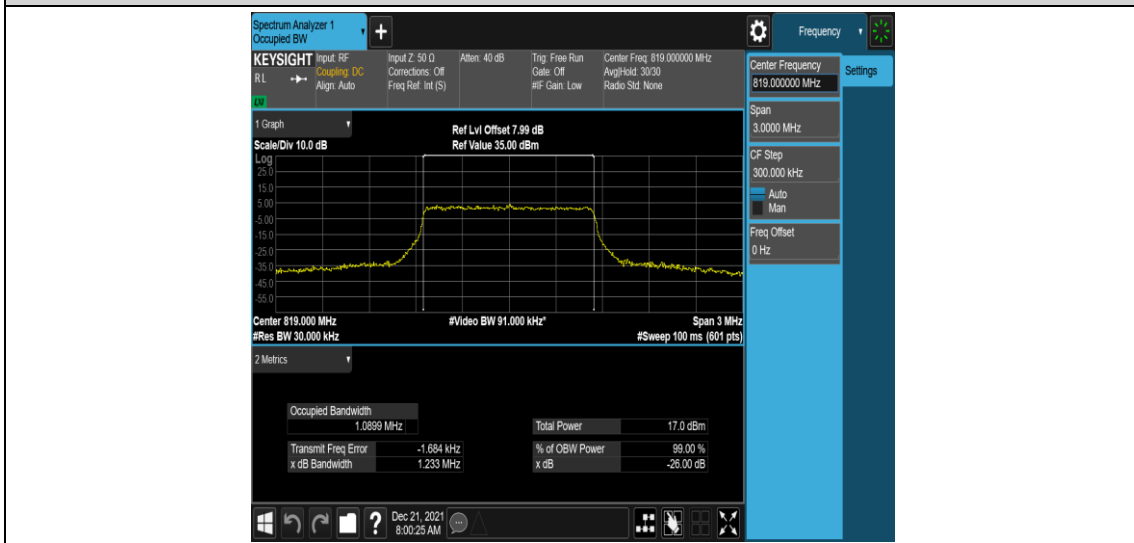 Spectrum Analyzer 1
Occupied BW
+
Frequency
KEYSIGHT
RL
LXI
Input: RF
Coupling: DC
Align: Auto
Input Z: 50 Ω
Corrections: Off
Freq Ref: Int (S)
Atten: 40 dB
Trig: Free Run
Gate: Off
#IF Gain: Low
Center Freq: 819.000000 MHz
Avg|Hold: 30/30
Radio Std: None
Center Frequency
819.000000 MHz
Settings
Span
3.0000 MHz
CF Step
300.000 kHz
Auto
Man
Freq Offset
0 Hz
1 Graph
Scale/Div 10.0 dB
Ref Lvl Offset 7.99 dB
Ref Value 35.00 dBm
Log
25.0
15.0
5.00
-5.00
-15.0
-25.0
-35.0
-45.0
-55.0
Center 819.000 MHz
#Video BW 91.000 kHz*
Span 3 MHz
#Res BW 30.000 kHz
#Sweep 100 ms (601 pts)
2 Metrics
Occupied Bandwidth
1.0899 MHz
Total Power 17.0 dBm
Transmit Freq Error -1.684 kHz
% of OBW Power 99.00 %
x dB Bandwidth 1.233 MHz
x dB -26.00 dB
?
Dec 21, 2021
8:00:25 AM